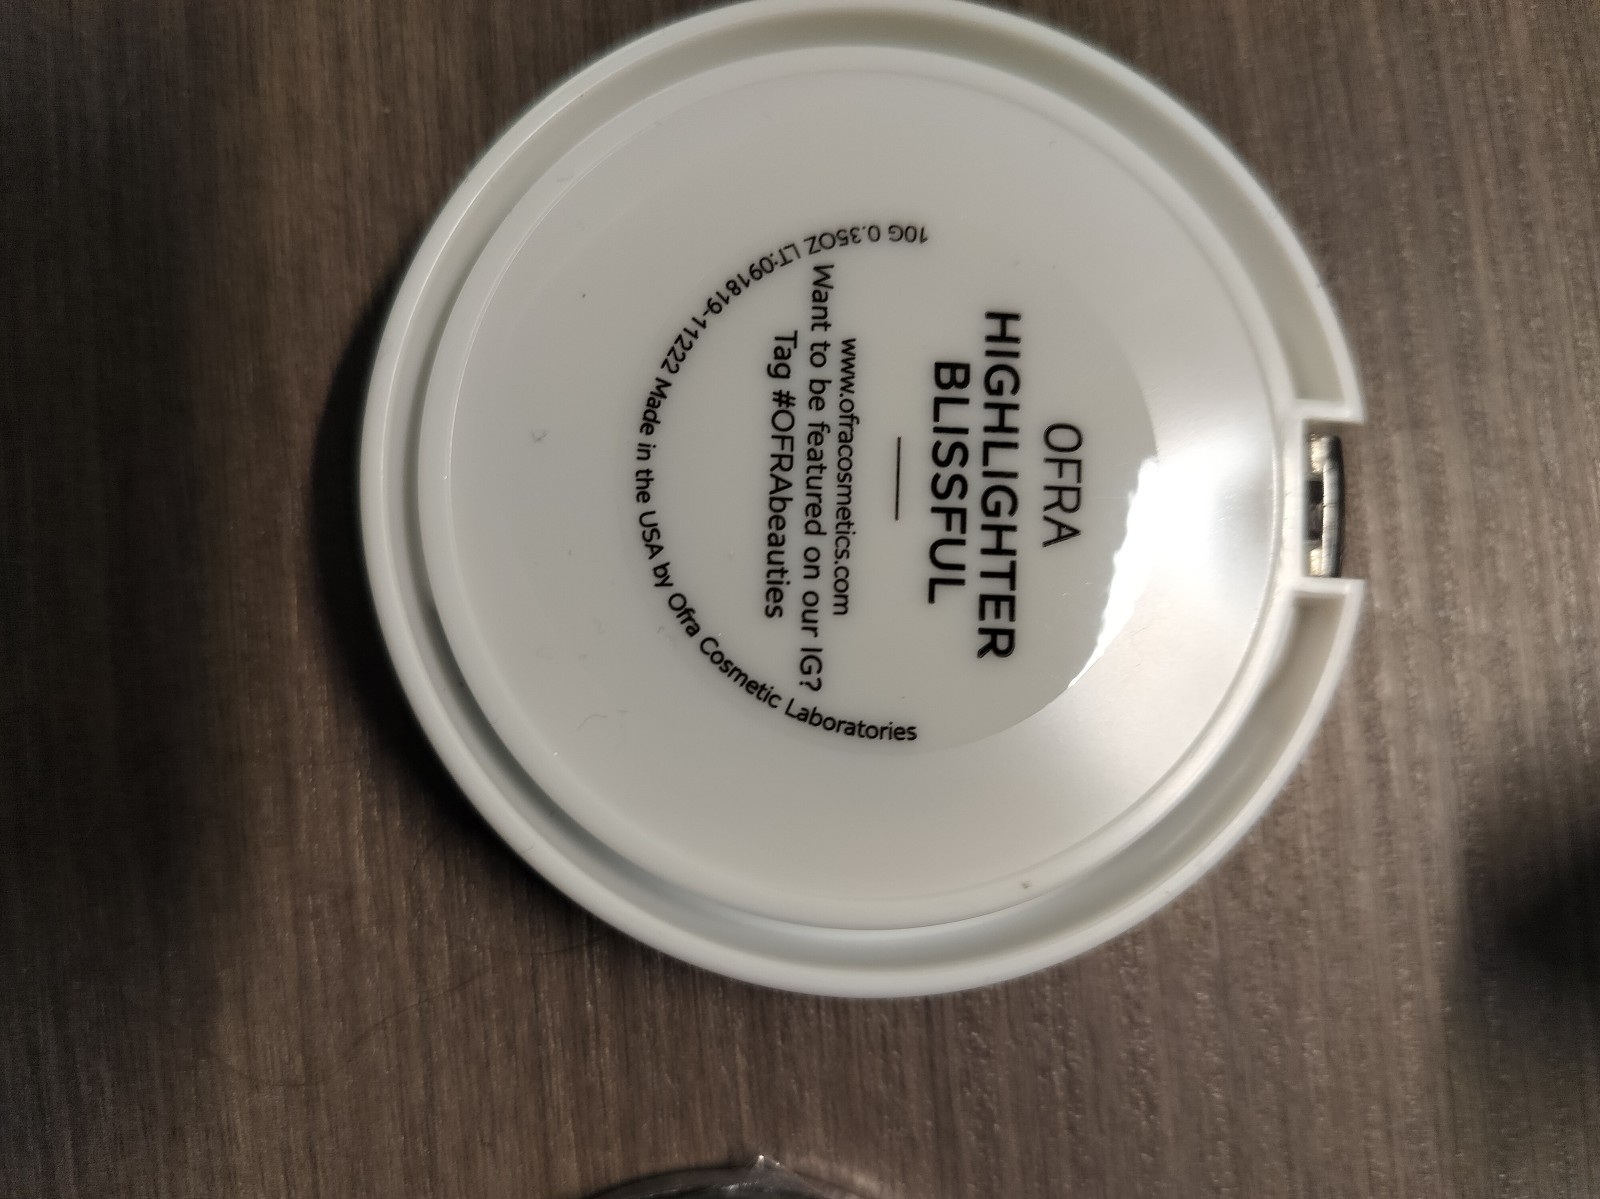 OFRA
HIGHLIGHTER
BLISSFUL
www.ofracosmetics.com
Want to be featured on our IG?
Tag #OFRAbeauties
10G 0.35OZ LT:091819-11222 Made in the USA by Ofra Cosmetic Laboratories